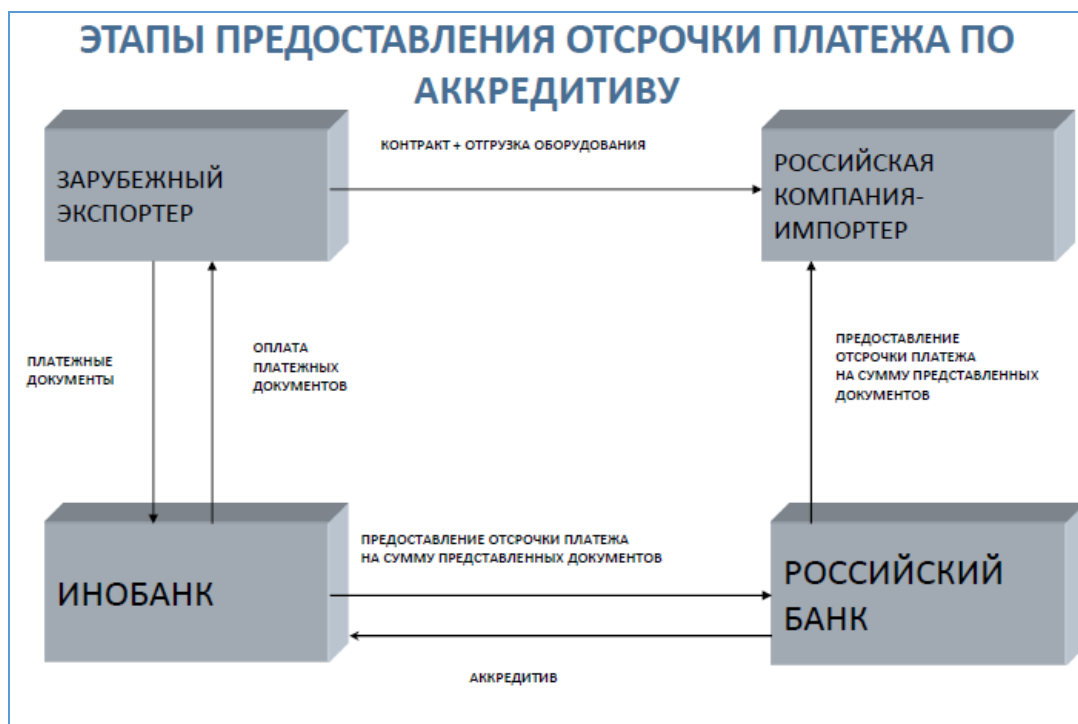 ЭТАПЫ ПРЕДОСТАВЛЕНИЯ ОТСРОЧКИ ПЛАТЕЖА ПО
АККРЕДИТИВУ
КОНТРАКТ + ОТГРУЗКА ОБОРУДОВАНИЯ
ЗАРУБЕЖНЫЙ
ЭКСПОРТЕР
РОССИЙСКАЯ
КОМПАНИЯ-
ИМПОРТЕР
ПЛАТЕЖНЫЕ
ДОКУМЕНТЫ
ОПЛАТА
ПЛАТЕЖНЫХ
ДОКУМЕНТОВ
ПРЕДОСТАВЛЕНИЕ
ОТСРОЧКИ ПЛАТЕЖА
НА СУММУ ПРЕДСТАВЛЕННЫХ
ДОКУМЕНТОВ
ИНОБАНК
ПРЕДОСТАВЛЕНИЕ ОТСРОЧКИ ПЛАТЕЖА
НА СУММУ ПРЕДСТАВЛЕННЫХ ДОКУМЕНТОВ
РОССИЙСКИЙ
БАНК
АККРЕДИТИВ